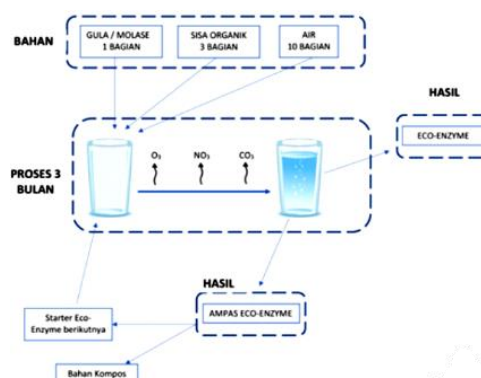 BAHAN
GULA / MOLASE
1 BAGIAN
SISA ORGANIK
3 BAGIAN
AIR
10 BAGIAN
HASIL
ECO-ENZYME
PROSES 3
BULAN
O₃
NO₃
CO₃
HASIL
AMPAS ECO-ENZYME
Starter Eco-
Enzyme berikutnya
Bahan Kompos